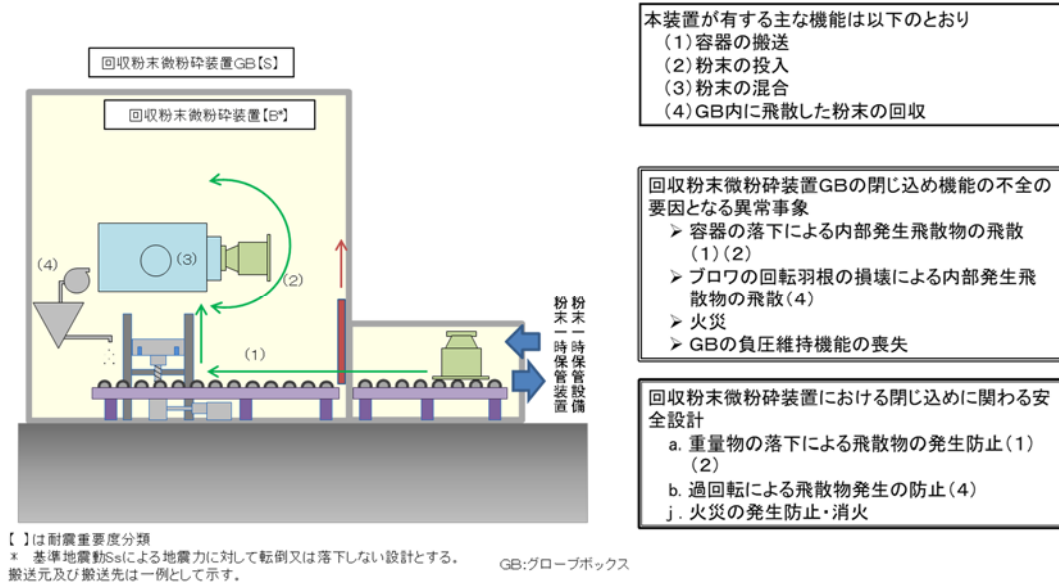 回収粉末微粉砕装置GB【S】
回収粉末微粉砕装置【B*】
(4)
(3)
(2)
(1)
粉末一時保管設備
粉末一時保管装置
【 】は耐震重要度分類
* 基準地震動Ssによる地震力に対して転倒又は落下しない設計とする。
搬送元及び搬送先は一例として示す。
GB:グローブボックス
本装置が有する主な機能は以下のとおり
(1)容器の搬送
(2)粉末の投入
(3)粉末の混合
(4)GB内に飛散した粉末の回収
回収粉末微粉砕装置GBの閉じ込め機能の不全の
要因となる異常事象
➢ 容器の落下による内部発生飛散物の飛散
(1)(2)
➢ ブロワの回転羽根の損壊による内部発生飛
散物の飛散(4)
➢ 火災
➢ GBの負圧維持機能の喪失
回収粉末微粉砕装置における閉じ込めに関わる安
全設計
a. 重量物の落下による飛散物の発生防止(1)
(2)
b. 過回転による飛散物発生の防止(4)
j. 火災の発生防止・消火